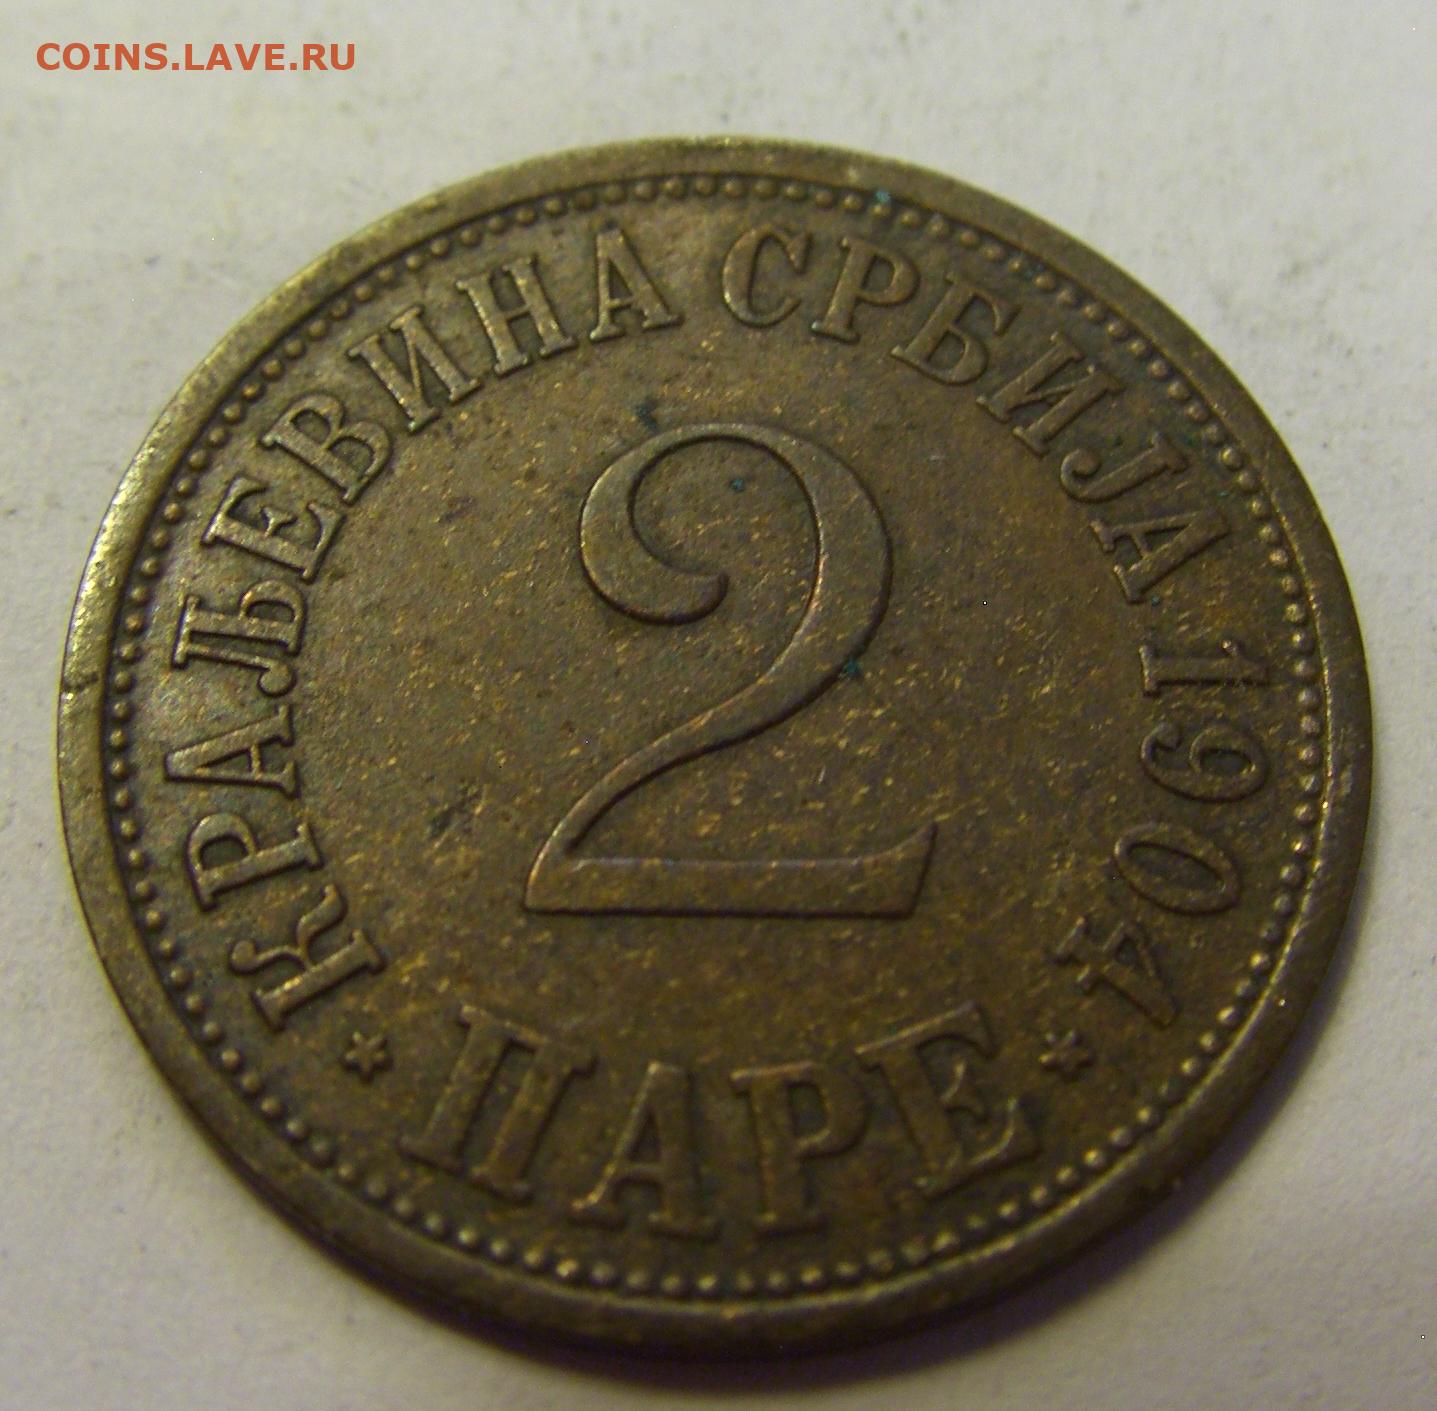 COINS.LAVE.RU
КРАЉЕВИНА СРБИЈА 1904
2
ПАРЕ